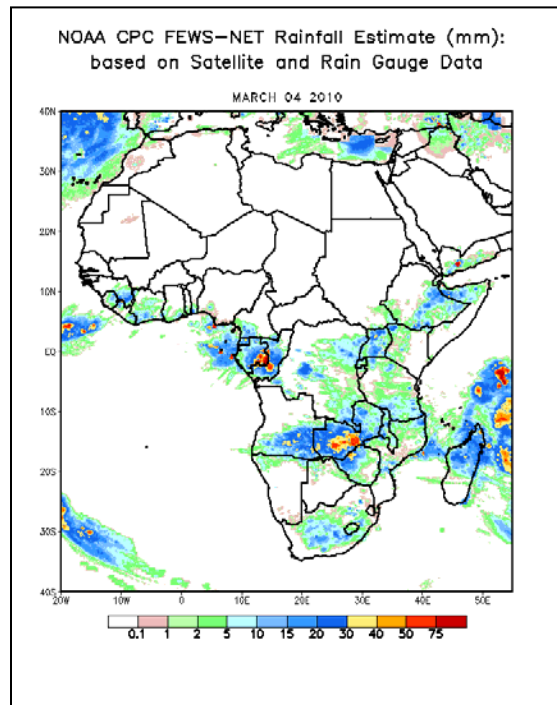 NOAA CPC FEWS-NET Rainfall Estimate (mm):
based on Satellite and Rain Gauge Data
MARCH 04 2010
40N
30N
20N
10N
EQ
10S
20S
30S
40S
20W 10W 0 10E 20E 30E 40E 50E
0.1 1 2 5 10 15 20 30 40 50 75